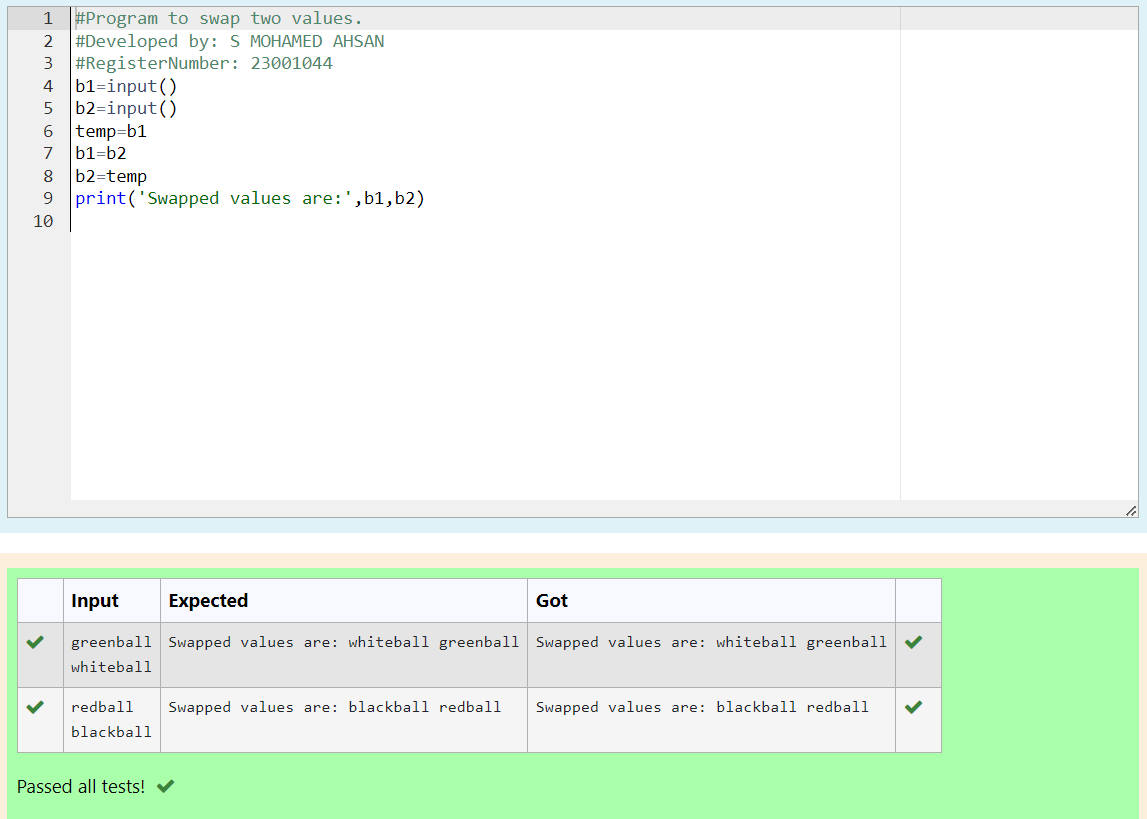 1 #Program to swap two values.
2 #Developed by: S MOHAMED AHSAN
3 #RegisterNumber: 23001044
4 b1=input()
5 b2=input()
6 temp=b1
7 b1=b2
8 b2=temp
9 print('Swapped values are:',b1,b2)
10
Input Expected Got
greenball Swapped values are: whiteball greenball Swapped values are: whiteball greenball
whiteball
redball Swapped values are: blackball redball Swapped values are: blackball redball
blackball
Passed all tests!